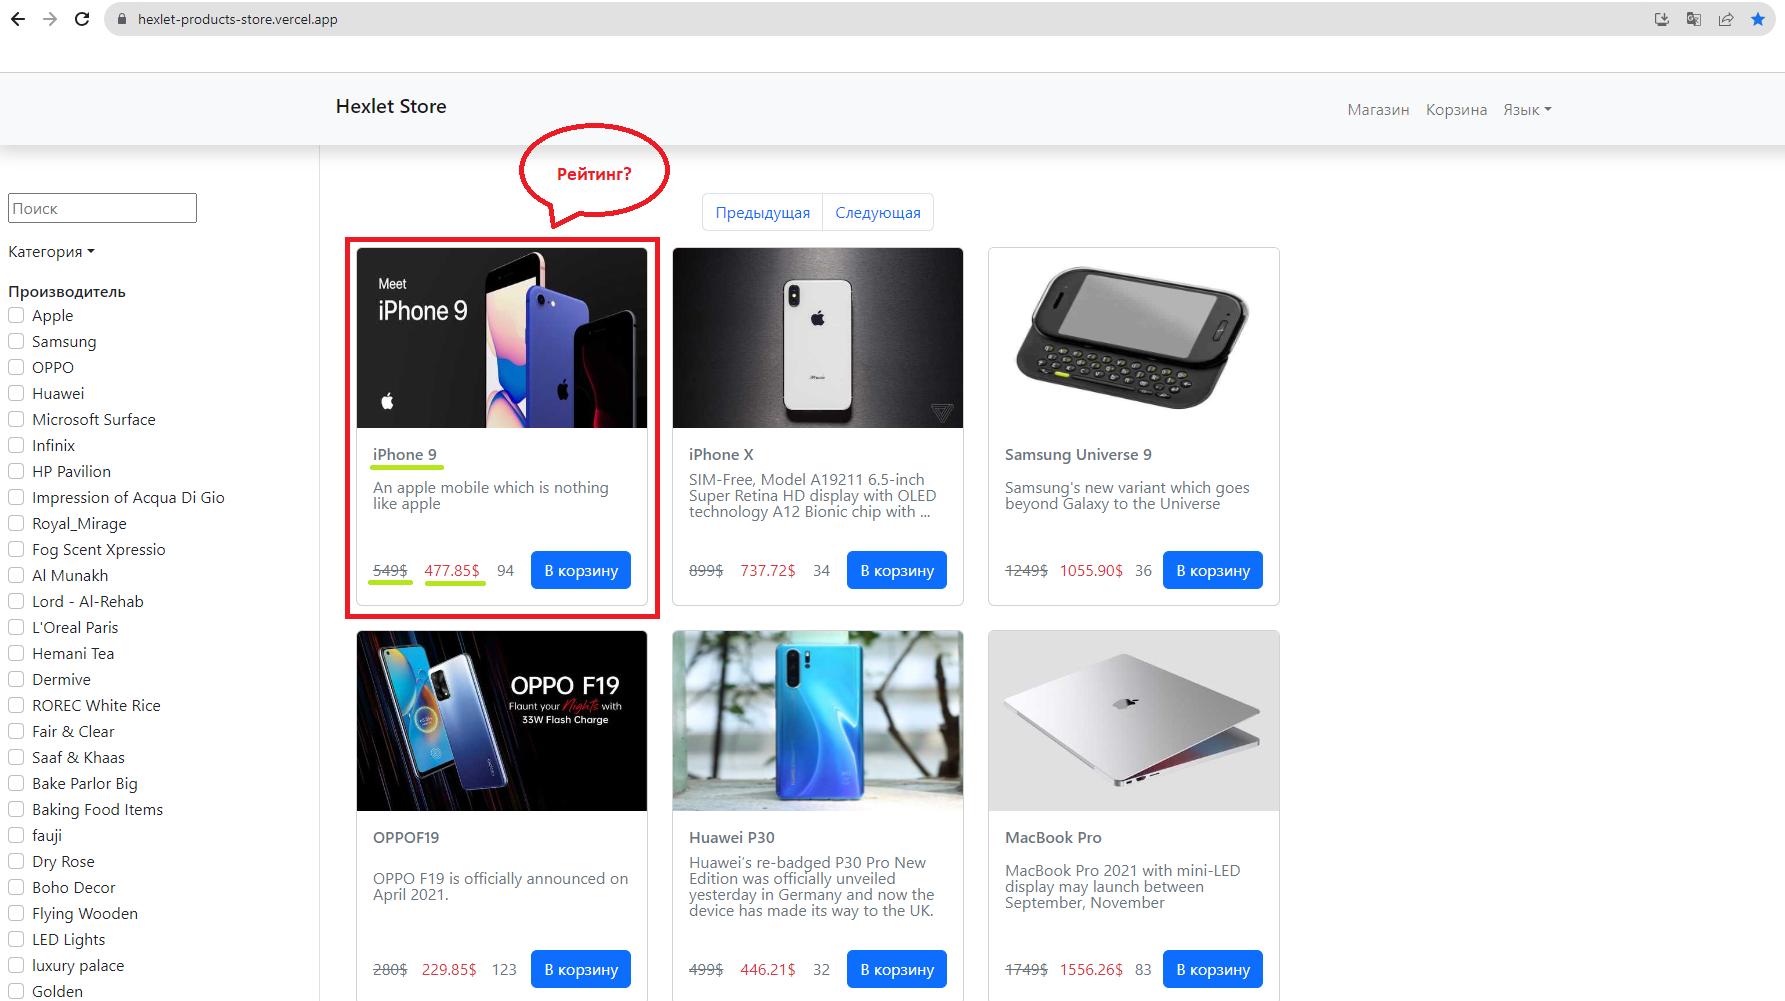 hexlet-products-store.vercel.app
Hexlet Store
Магазин
Корзина
Язык
Рейтинг?
Поиск
Предыдущая
Следующая
Категория
Производитель
Apple
Samsung
OPPO
Huawei
Microsoft Surface
Infinix
HP Pavilion
Impression of Acqua Di Gio
Royal_Mirage
Fog Scent Xpressio
Al Munakh
Lord - Al-Rehab
L'Oreal Paris
Hemani Tea
Dermive
ROREC White Rice
Fair & Clear
Saaf & Khaas
Bake Parlor Big
Baking Food Items
fauji
Dry Rose
Boho Decor
Flying Wooden
LED Lights
luxury palace
Golden
Meet
iPhone 9
iPhone 9
An apple mobile which is nothing
like apple
549$ 477.85$ 94 В корзину
iPhone X
SIM-Free, Model A19211 6.5-inch
Super Retina HD display with OLED
technology A12 Bionic chip with ...
899$ 737.72$ 34 В корзину
Samsung Universe 9
Samsung's new variant which goes
beyond Galaxy to the Universe
1249$ 1055.90$ 36 В корзину
OPPO F19
Flaunt your Nights with
33W Flash Charge
OPPOF19
OPPO F19 is officially announced on
April 2021.
280$ 229.85$ 123 В корзину
Huawei P30
Huawei's re-badged P30 Pro New
Edition was officially unveiled
yesterday in Germany and now the
device has made its way to the UK.
499$ 446.21$ 32 В корзину
MacBook Pro
MacBook Pro 2021 with mini-LED
display may launch between
September, November
1749$ 1556.26$ 83 В корзину